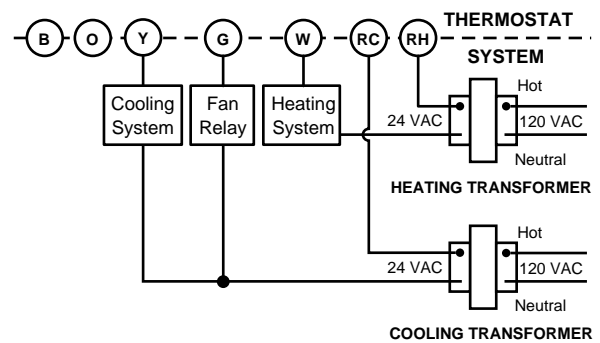 THERMOSTAT
B O Y G W RC RH
SYSTEM
Cooling System
Fan Relay
Heating System
Hot
24 VAC
120 VAC
Neutral
HEATING TRANSFORMER
Hot
24 VAC
120 VAC
Neutral
COOLING TRANSFORMER